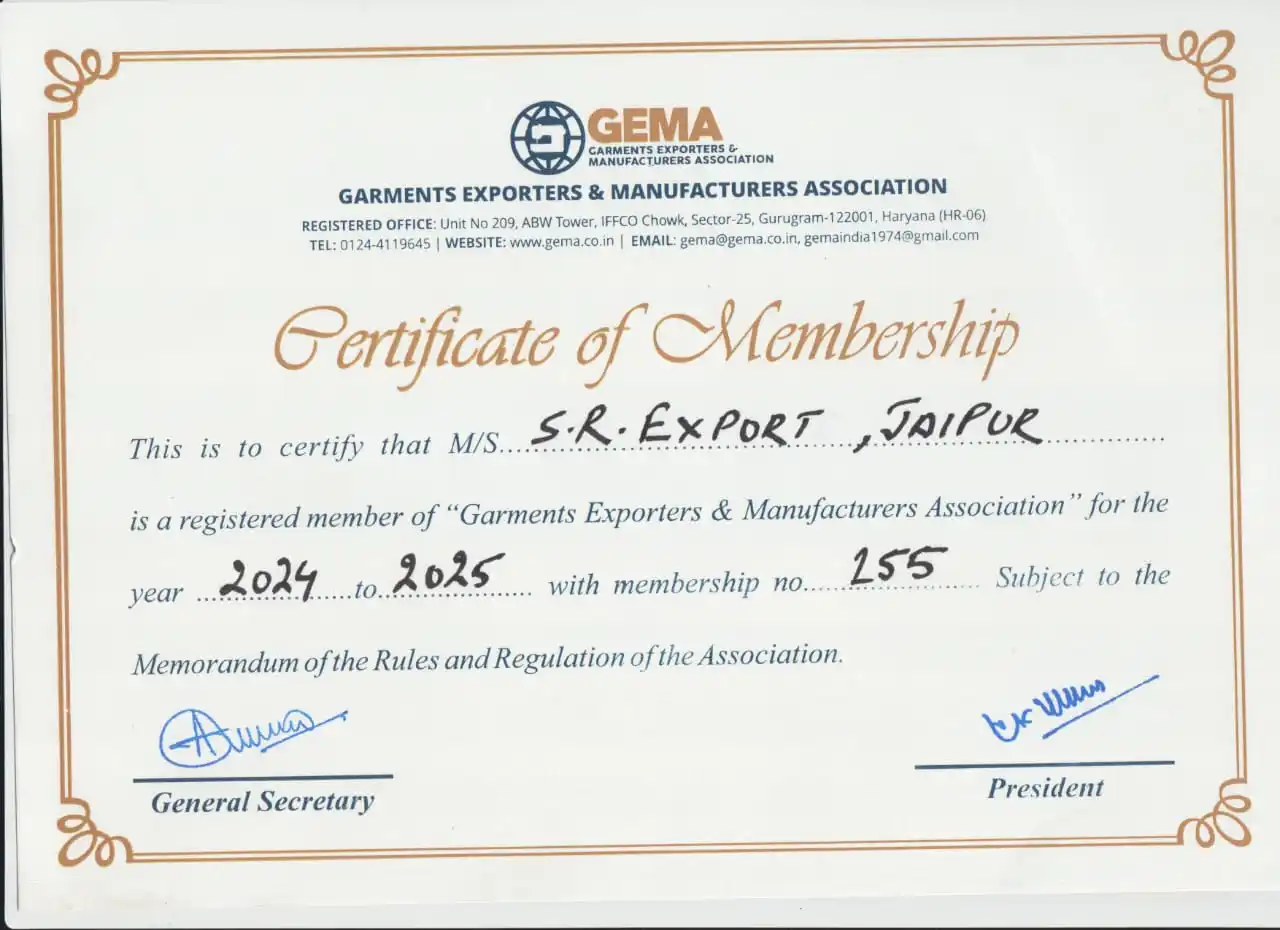 GEMA
GARMENTS EXPORTERS &
MANUFACTURERS ASSOCIATION
GARMENTS EXPORTERS & MANUFACTURERS ASSOCIATION
REGISTERED OFFICE: Unit No 209, ABW Tower, IFFCO Chowk, Sector-25, Gurugram-122001, Haryana (HR-06)
TEL: 0124-4119645 | WEBSITE: www.gema.co.in | EMAIL: gema@gema.co.in, gemaindia1974@gmail.com
Certificate of Membership
This is to certify that M/S. S.R. EXPORT, JAIPUR
is a registered member of "Garments Exporters & Manufacturers Association" for the
year 2024 to 2025 with membership no. 255 Subject to the
Memorandum of the Rules and Regulation of the Association.
General Secretary
President